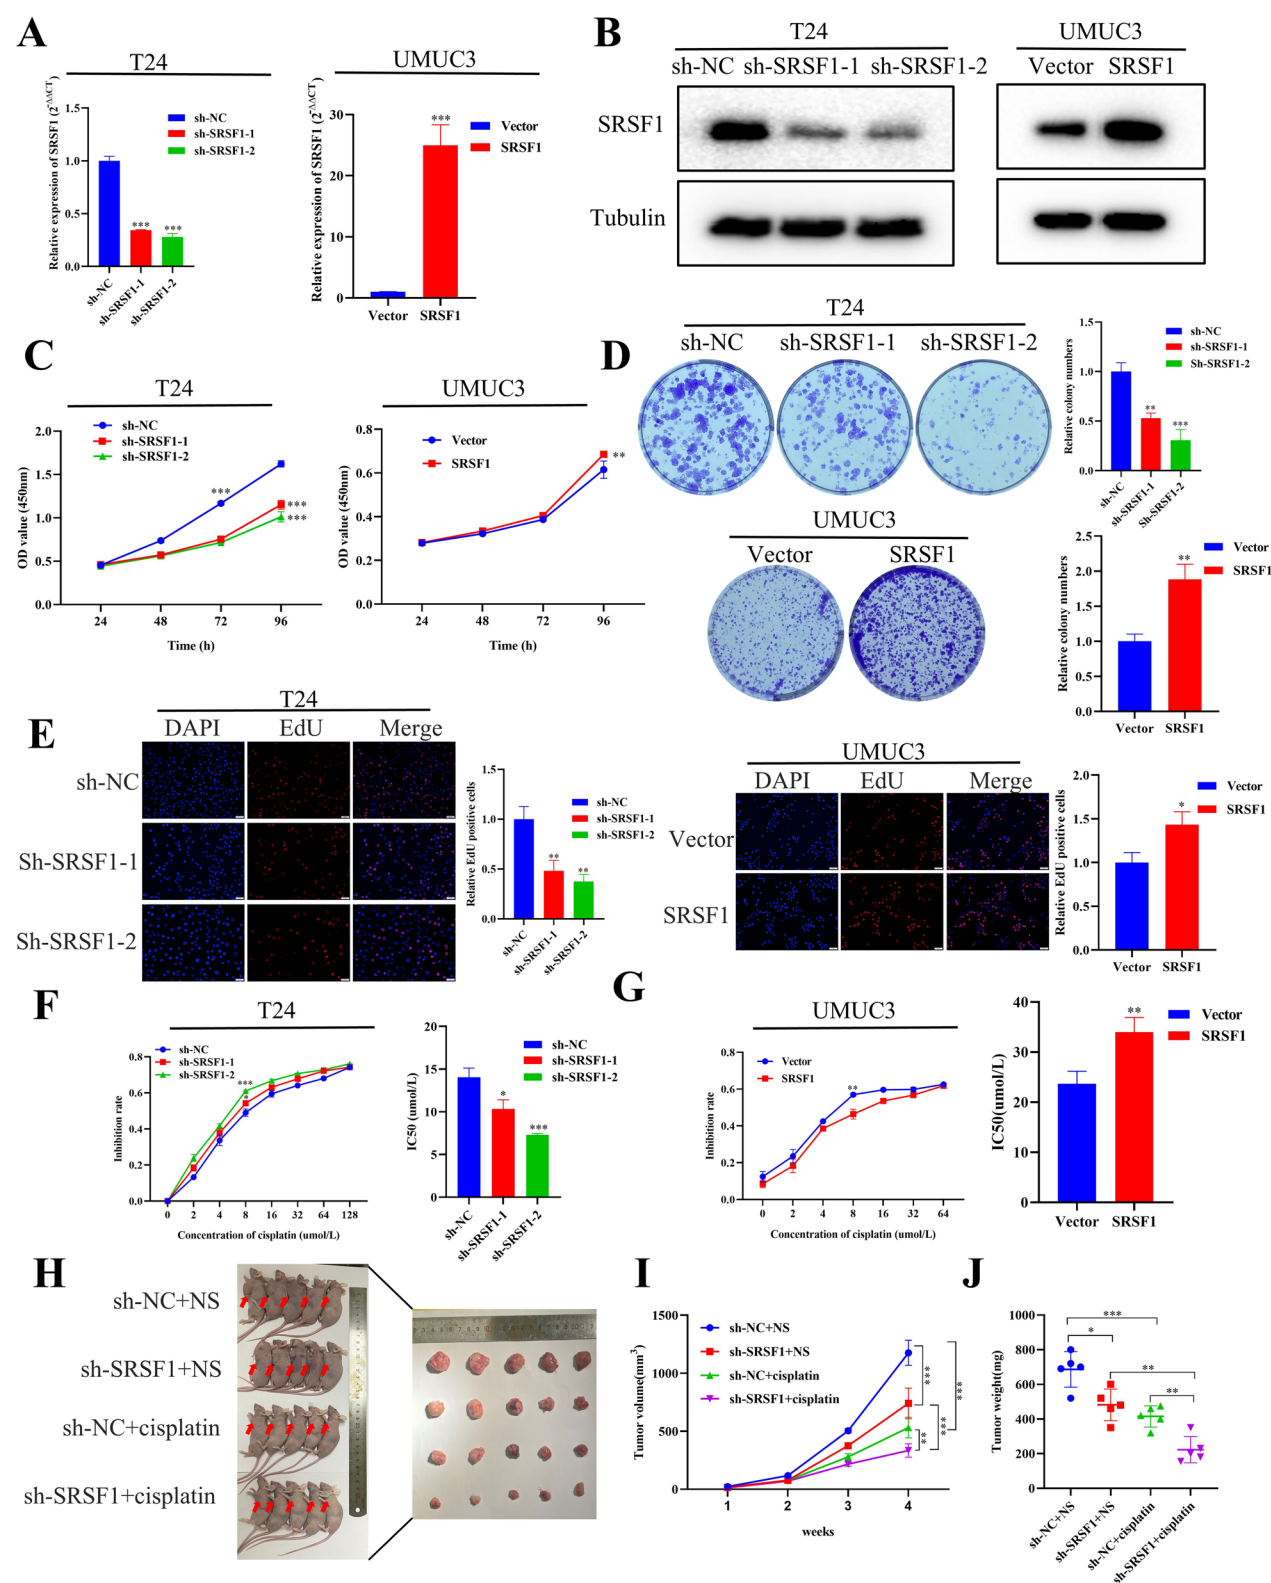 A
T24
Relative expression of SRSF1 (2^-ΔΔCT)
1.5
1.0
0.5
0.0
sh-NC
sh-SRSF1-1
sh-SRSF1-2
***
***
sh-NC
sh-SRSF1-1
sh-SRSF1-2
UMUC3
Relative expression of SRSF1 (2^-ΔΔCT)
30
20
10
0
***
Vector
SRSF1
Vector
SRSF1
B
T24
sh-NC sh-SRSF1-1 sh-SRSF1-2
UMUC3
Vector SRSF1
SRSF1
Tubulin
C
T24
OD value (450nm)
2.0
1.5
1.0
0.5
0.0
sh-NC
sh-SRSF1-1
sh-SRSF1-2
***
***
***
24 48 72 96
Time (h)
UMUC3
OD value (450nm)
0.8
0.6
0.4
0.2
0.0
Vector
SRSF1
**
24 48 72 96
Time (h)
D
T24
sh-NC sh-SRSF1-1 sh-SRSF1-2
Relative colony numbers
1.5
1.0
0.5
0.0
**
***
sh-NC
sh-SRSF1-1
Sh-SRSF1-2
sh-NC
sh-SRSF1-1
Sh-SRSF1-2
UMUC3
Vector SRSF1
Relative colony numbers
2.5
2.0
1.5
1.0
0.5
0.0
**
Vector
SRSF1
Vector SRSF1
E
T24
DAPI EdU Merge
sh-NC
Sh-SRSF1-1
Sh-SRSF1-2
Relative EdU positive cells
1.5
1.0
0.5
0.0
**
**
sh-NC
sh-SRSF1-1
sh-SRSF1-2
sh-NC
sh-SRSF1-1
sh-SRSF1-2
UMUC3
DAPI EdU Merge
Vector
SRSF1
Relative EdU positive cells
2.0
1.5
1.0
0.5
0.0
*
Vector
SRSF1
Vector SRSF1
F
T24
Inhibition rate
0.8
0.6
0.4
0.2
0.0
sh-NC
sh-SRSF1-1
sh-SRSF1-2
***
*
0 2 4 8 16 32 64 128
Concentration of cisplatin (umol/L)
IC50 (umol/L)
20
15
10
5
0
*
***
sh-NC
sh-SRSF1-1
sh-SRSF1-2
sh-NC
sh-SRSF1-1
sh-SRSF1-2
G
UMUC3
Inhibition rate
0.8
0.6
0.4
0.2
0.0
Vector
SRSF1
**
0 2 4 8 16 32 64
Concentration of cisplatin (umol/L)
IC50(umol/L)
40
30
20
10
0
**
Vector
SRSF1
Vector SRSF1
H
sh-NC+NS
sh-SRSF1+NS
sh-NC+cisplatin
sh-SRSF1+cisplatin
I
Tumor volume(mm³)
1500
1000
500
0
sh-NC+NS
sh-SRSF1+NS
sh-NC+cisplatin
sh-SRSF1+cisplatin
***
***
***
**
1 2 3 4
weeks
J
Tumor weight(mg)
1000
800
600
400
200
0
***
*
**
**
sh-NC+NS
sh-SRSF1+NS
sh-NC+cisplatin
sh-SRSF1+cisplatin